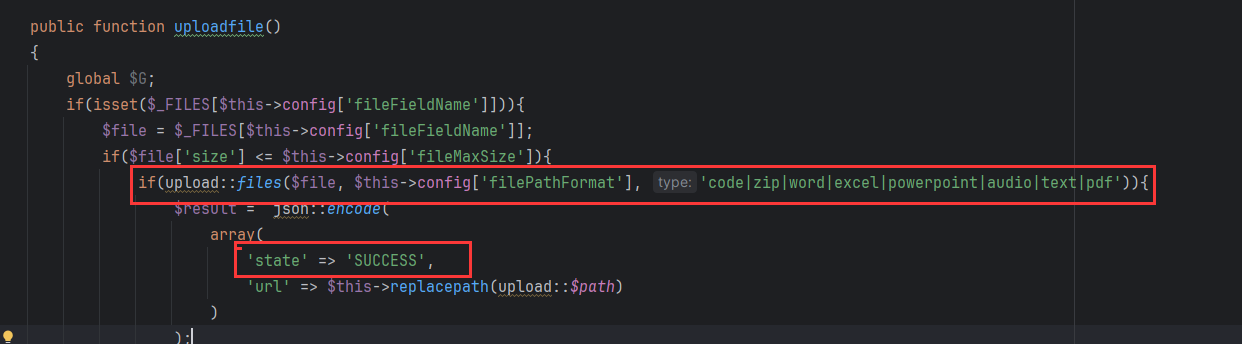 public function uploadfile()
{
global $G;
if(isset($_FILES[$this->config['fileFieldName']])){
$file = $_FILES[$this->config['fileFieldName']];
if($file['size'] <= $this->config['fileMaxSize']){
if(upload::files($file, $this->config['filePathFormat'], type: 'code|zip|word|excel|powerpoint|audio|text|pdf')){
$result = json::encode(
array(
'state' => 'SUCCESS',
'url' => $this->replacepath(upload::$path)
)
);